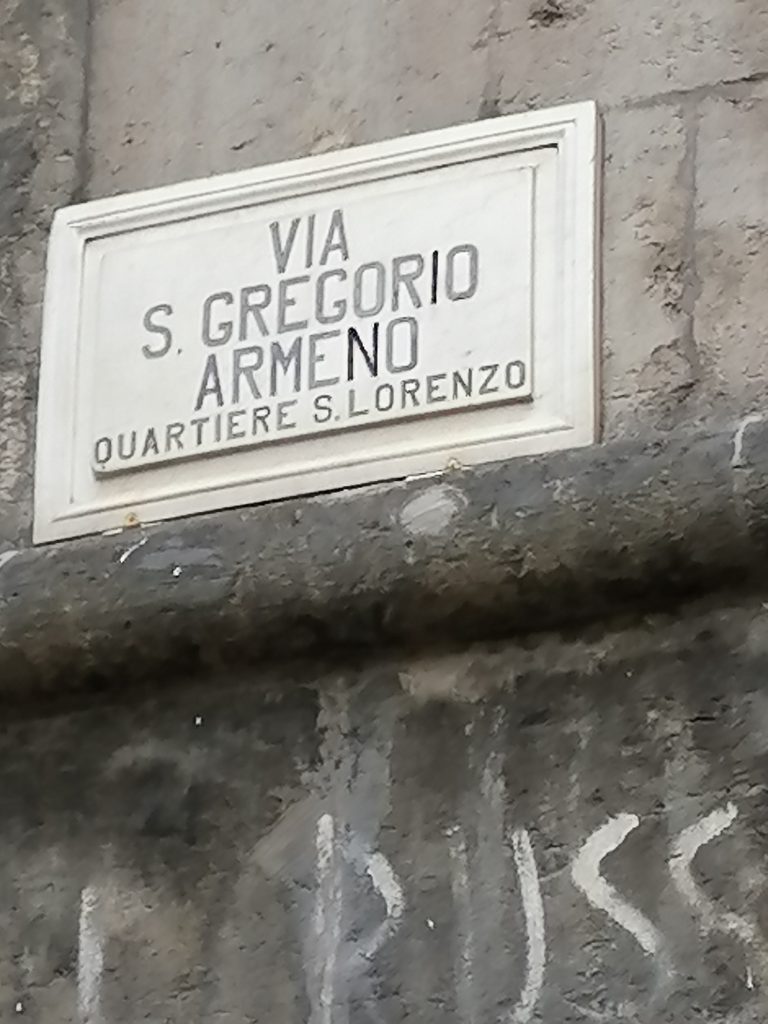 VIA
S. GREGORIO
ARMENO
QUARTIERE S. LORENZO